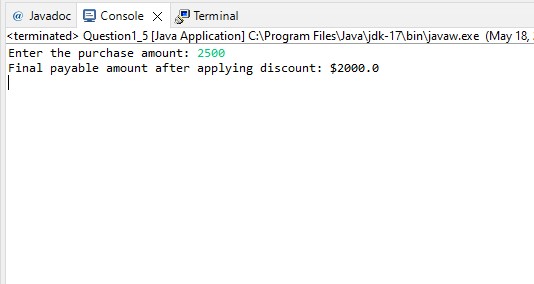 @ Javadoc Console Terminal
<terminated> Question1_5 [Java Application] C:\Program Files\Java\jdk-17\bin\javaw.exe (May 18,
Enter the purchase amount: 2500
Final payable amount after applying discount: $2000.0